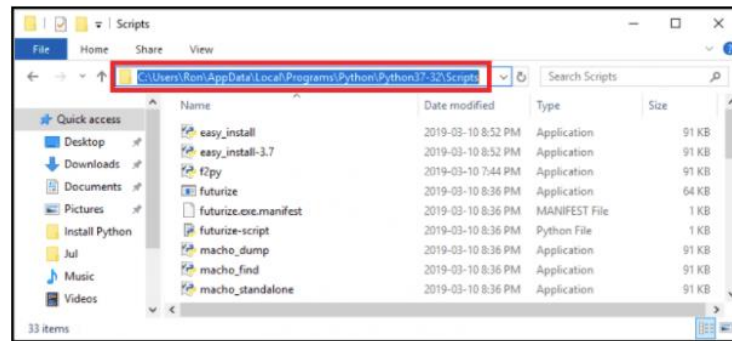 Scripts
File Home Share View
C:\Users\Ron\AppData\Local\Programs\Python\Python37-32\Scripts Search Scripts
Name Date modified Type Size
Quick access
Desktop
Downloads
Documents
Pictures
Install Python
Jul
Music
Videos
easy_install 2019-03-10 8:52 PM Application 91 KB
easy_install-3.7 2019-03-10 8:52 PM Application 91 KB
f2py 2019-03-10 7:44 PM Application 91 KB
futurize 2019-03-10 8:36 PM Application 64 KB
futurize.exe.manifest 2019-03-10 8:36 PM MANIFEST File 1 KB
futurize-script 2019-03-10 8:36 PM Python File 1 KB
macho_dump 2019-03-10 8:36 PM Application 91 KB
macho_find 2019-03-10 8:36 PM Application 91 KB
macho_standalone 2019-03-10 8:36 PM Application 91 KB
33 items